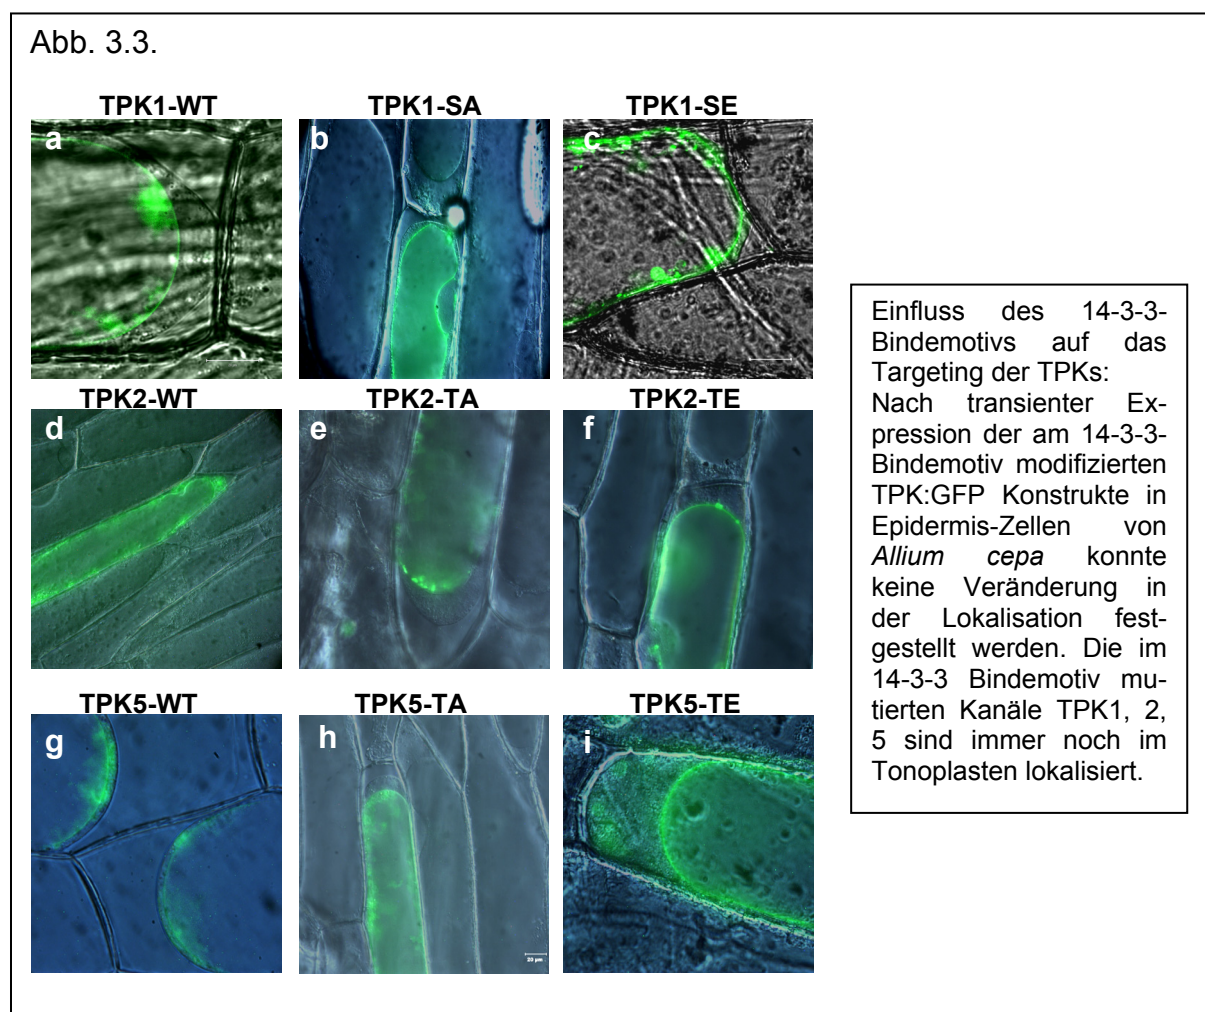 Abb. 3.3.
TPK1-WT TPK1-SA TPK1-SE
a b c
TPK2-WT TPK2-TA TPK2-TE
d e f
TPK5-WT TPK5-TA TPK5-TE
g h i
20 µm
Einfluss des 14-3-3-
Bindemotivs auf das
Targeting der TPKs:
Nach transienter Ex-
pression der am 14-3-3-
Bindemotiv modifizierten
TPK:GFP Konstrukte in
Epidermis-Zellen von
Allium cepa konnte
keine Veränderung in
der Lokalisation fest-
gestellt werden. Die im
14-3-3 Bindemotiv mu-
tierten Kanäle TPK1, 2,
5 sind immer noch im
Tonoplasten lokalisiert.